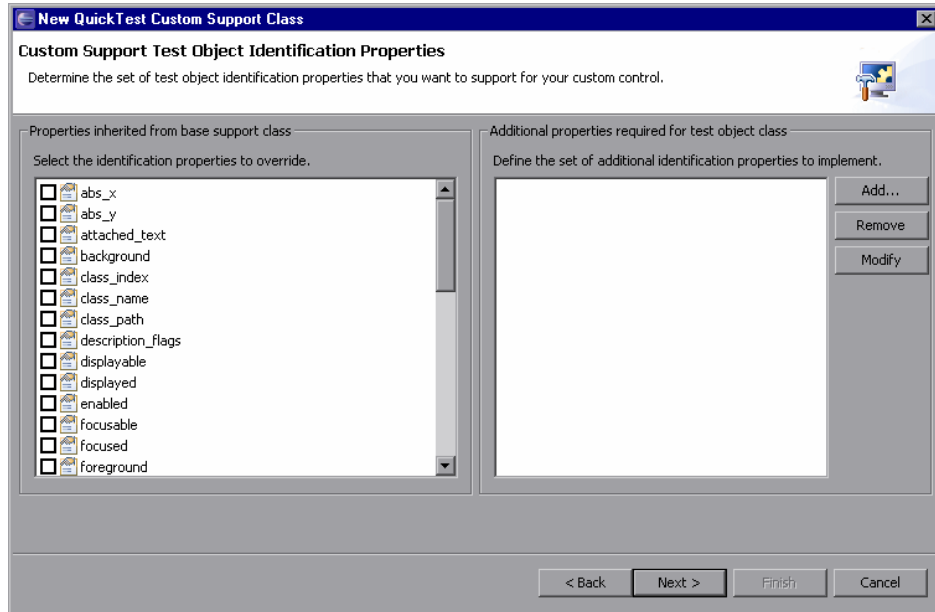 New QuickTest Custom Support Class
Custom Support Test Object Identification Properties
Determine the set of test object identification properties that you want to support for your custom control.
Properties inherited from base support class
Select the identification properties to override.
abs_x
abs_y
attached_text
background
class_index
class_name
class_path
description_flags
displayable
displayed
enabled
focusable
focused
foreground
Additional properties required for test object class
Define the set of additional identification properties to implement.
Add...
Remove
Modify
< Back
Next >
Finish
Cancel